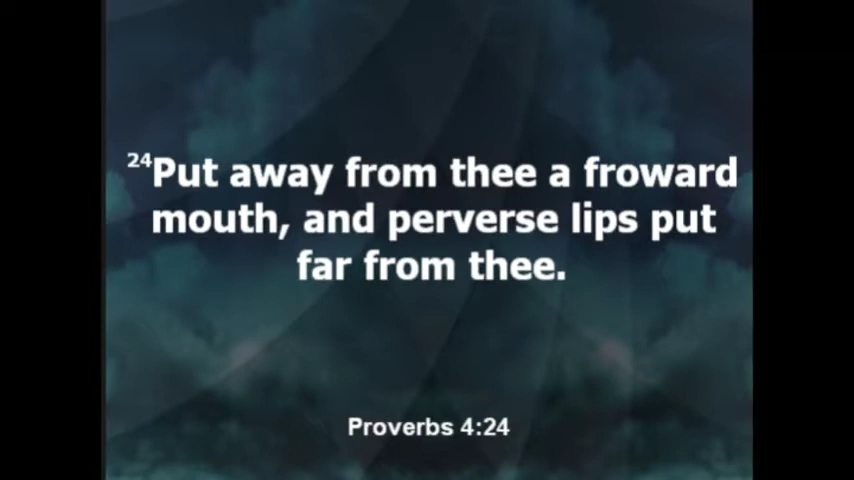 24Put away from thee a froward
mouth, and perverse lips put
far from thee.
Proverbs 4:24